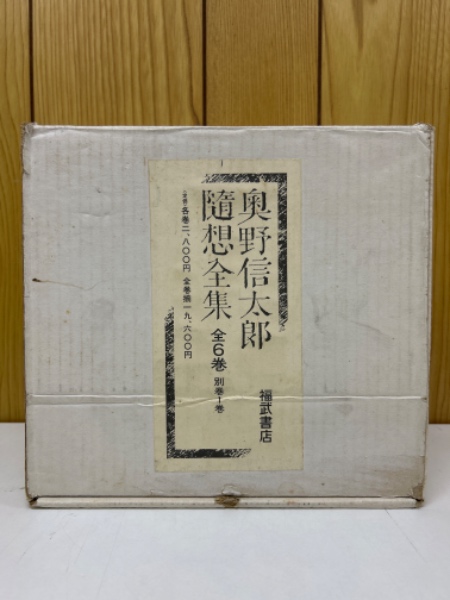 奥野信太郎
随想全集 全6巻 別巻1巻
定価各巻二、八〇〇円 全巻揃一九、六〇〇円
福武書店